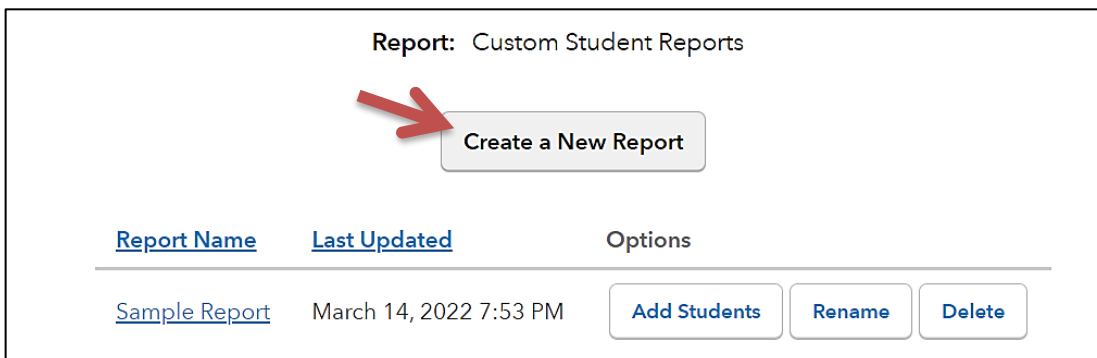 Report: Custom Student Reports
Create a New Report
Report Name Last Updated Options
Sample Report March 14, 2022 7:53 PM Add Students Rename Delete